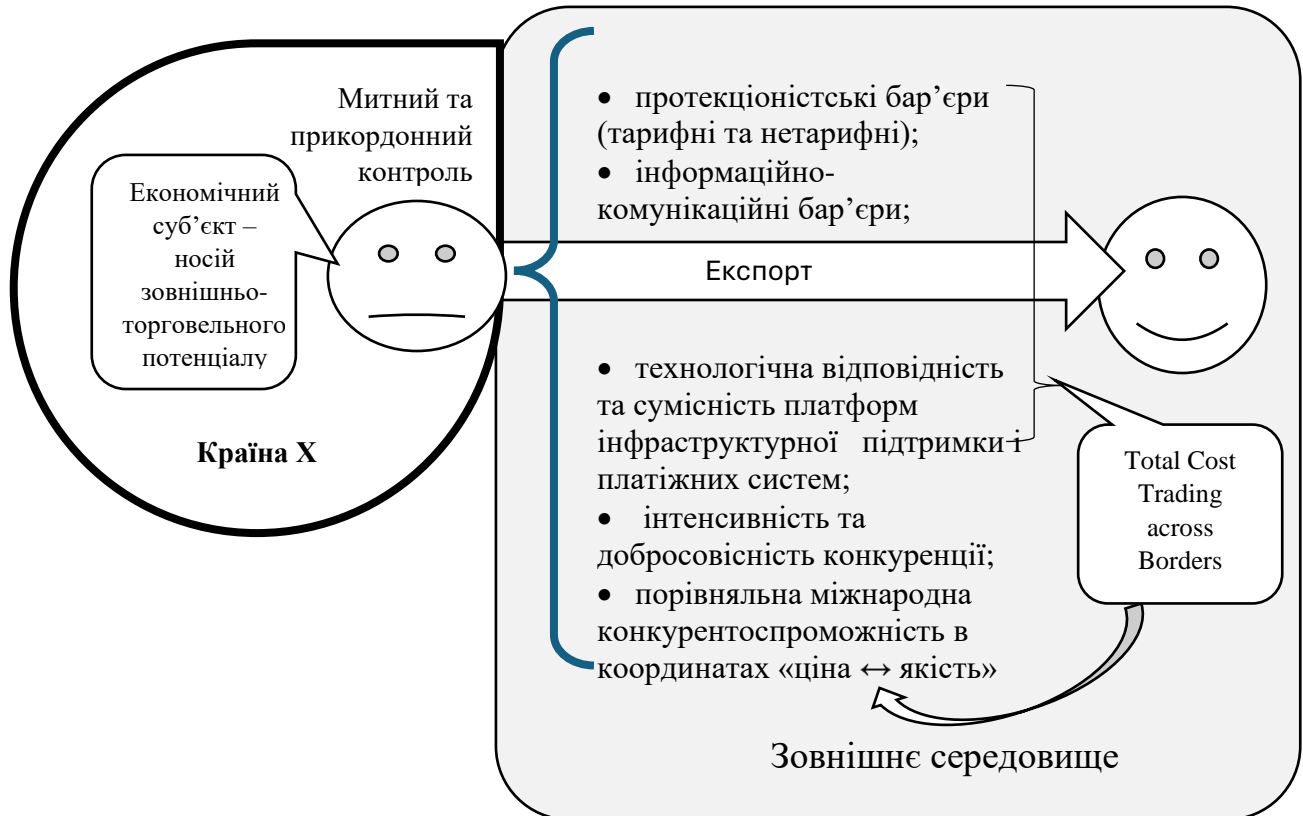 Митний та
прикордонний
контроль
Економічний
суб’єкт –
носій
зовнішньо-
торговельного
потенціалу
Країна X
• протекціоністські бар’єри
(тарифні та нетарифні);
• інформаційно-
комунікаційні бар’єри;
Експорт
• технологічна відповідність
та сумісність платформ
інфраструктурної підтримки і
платіжних систем;
• інтенсивність та
добросовісність конкуренції;
• порівняльна міжнародна
конкурентоспроможність в
координатах «ціна ↔ якість»
Total Cost
Trading
across
Borders
Зовнішнє середовище